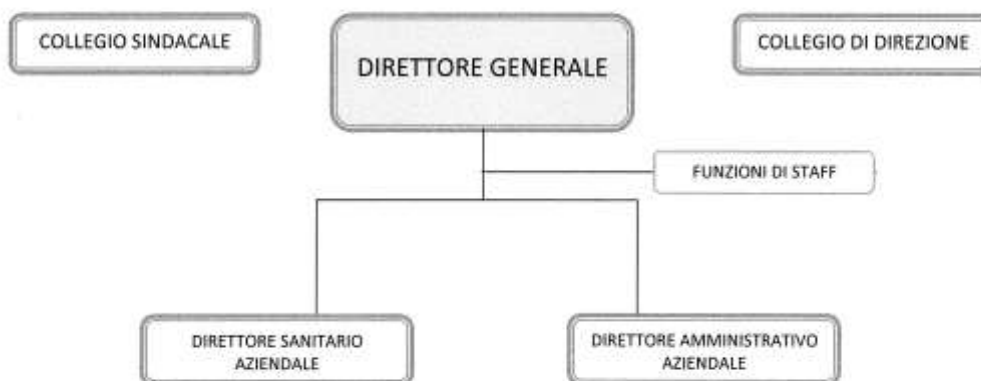 COLLEGIO SINDACALE
DIRETTORE GENERALE
COLLEGIO DI DIREZIONE
FUNZIONI DI STAFF
DIRETTORE SANITARIO
AZIENDALE
DIRETTORE AMMINISTRATIVO
AZIENDALE